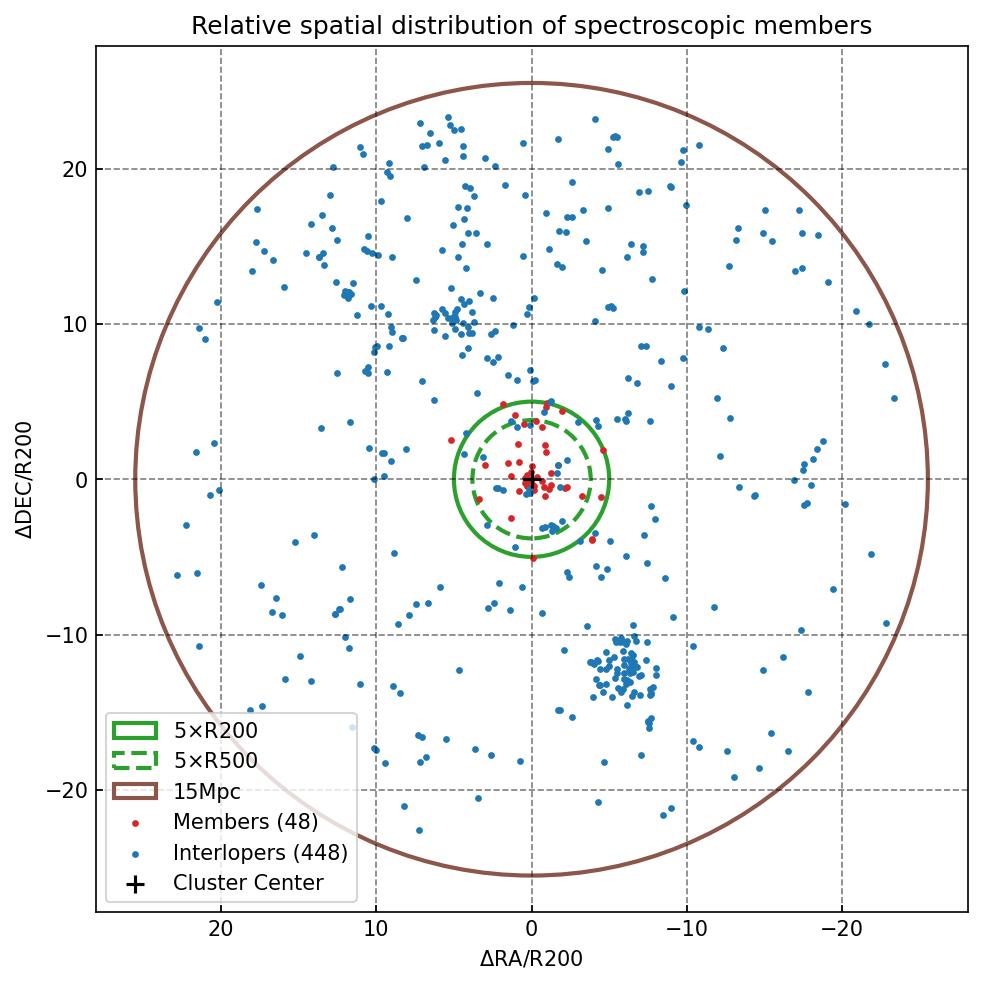 Relative spatial distribution of spectroscopic members
20
10
0
−10
−20
ΔDEC/R200
5×R200
5×R500
15Mpc
Members (48)
Interlopers (448)
Cluster Center
20 10 0 −10 −20
ΔRA/R200